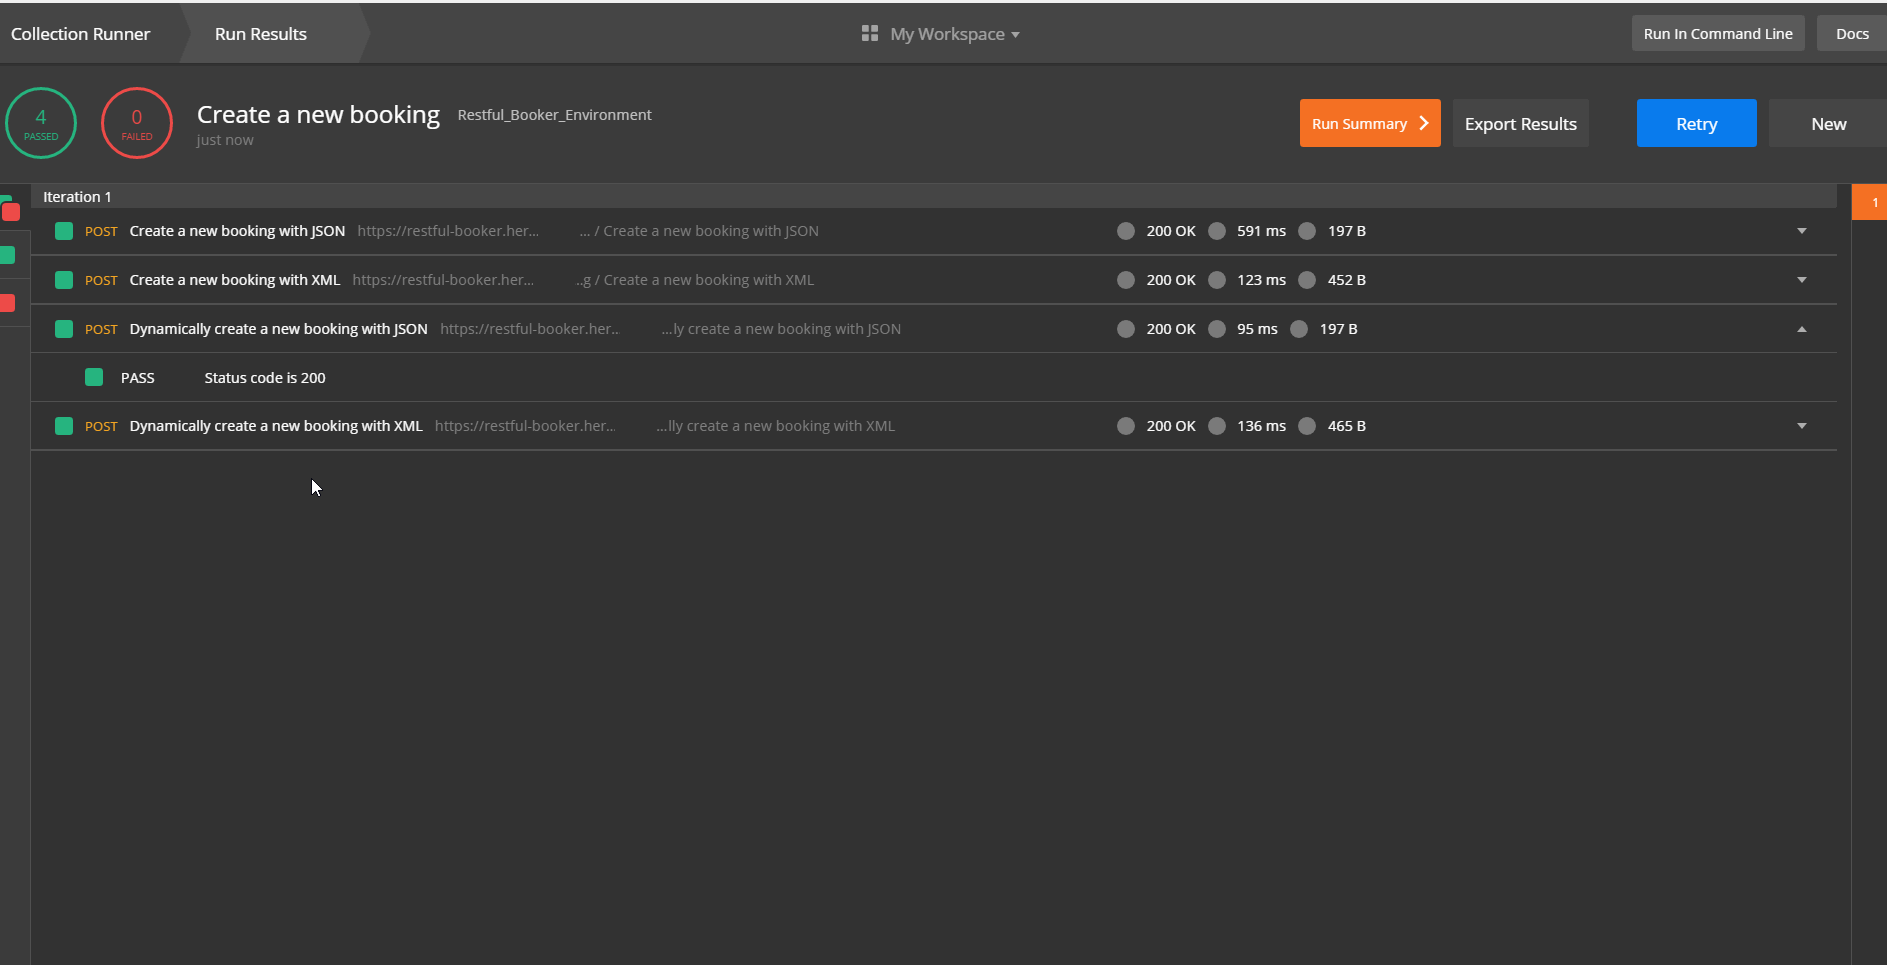 Collection Runner
Run Results
My Workspace
Run In Command Line
Docs
4
PASSED
0
FAILED
Create a new booking
Restful_Booker_Environment
just now
Run Summary
Export Results
Retry
New
Iteration 1
1
POST Create a new booking with JSON https://restful-booker.her... ... / Create a new booking with JSON 200 OK 591 ms 197 B
POST Create a new booking with XML https://restful-booker.her... ..g / Create a new booking with XML 200 OK 123 ms 452 B
POST Dynamically create a new booking with JSON https://restful-booker.her.. ...ly create a new booking with JSON 200 OK 95 ms 197 B
PASS Status code is 200
POST Dynamically create a new booking with XML https://restful-booker.her... ...lly create a new booking with XML 200 OK 136 ms 465 B